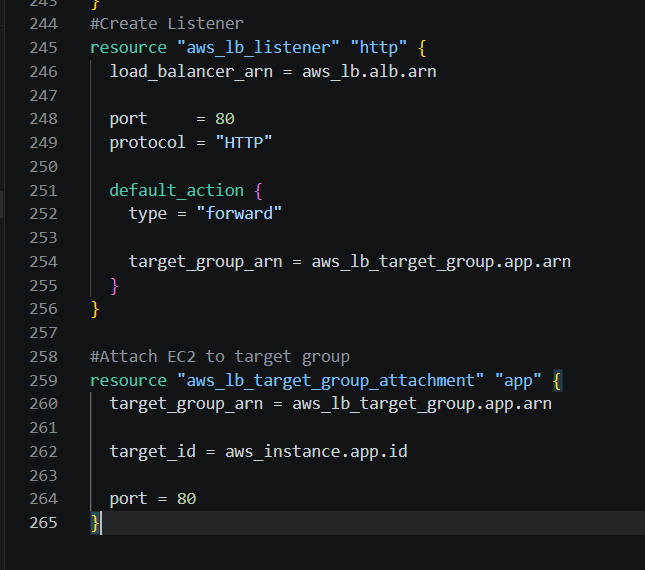 243 }
244 #Create Listener
245 resource "aws_lb_listener" "http" {
246   load_balancer_arn = aws_lb.alb.arn
247
248   port     = 80
249   protocol = "HTTP"
250
251   default_action {
252     type = "forward"
253
254     target_group_arn = aws_lb_target_group.app.arn
255   }
256 }
257
258 #Attach EC2 to target group
259 resource "aws_lb_target_group_attachment" "app" {
260   target_group_arn = aws_lb_target_group.app.arn
261
262   target_id = aws_instance.app.id
263
264   port = 80
265 }